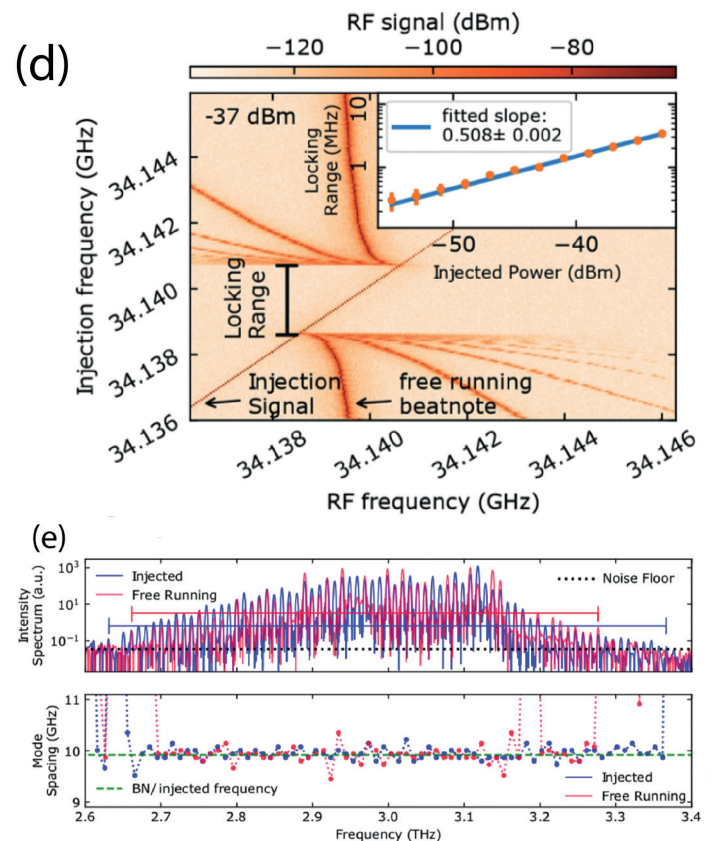 (d)
RF signal (dBm)
−120 −100 −80
-37 dBm
fitted slope:
0.508± 0.002
Locking
Range (MHz)
10
1
−50 −40
Injected Power (dBm)
Injection frequency (GHz)
34.144
34.142
34.140
34.138
34.136
Locking
Range
Injection
Signal
free running
beatnote
34.138 34.140 34.142 34.144 34.146
RF frequency (GHz)
(e)
Intensity
Spectrum (a.u.)
10³
10¹
10⁻¹
Injected
Free Running
Noise Floor
Mode
Spacing (GHz)
11
10
9
BN/injected frequency
Injected
Free Running
2.6 2.7 2.8 2.9 3.0 3.1 3.2 3.3 3.4
Frequency (THz)